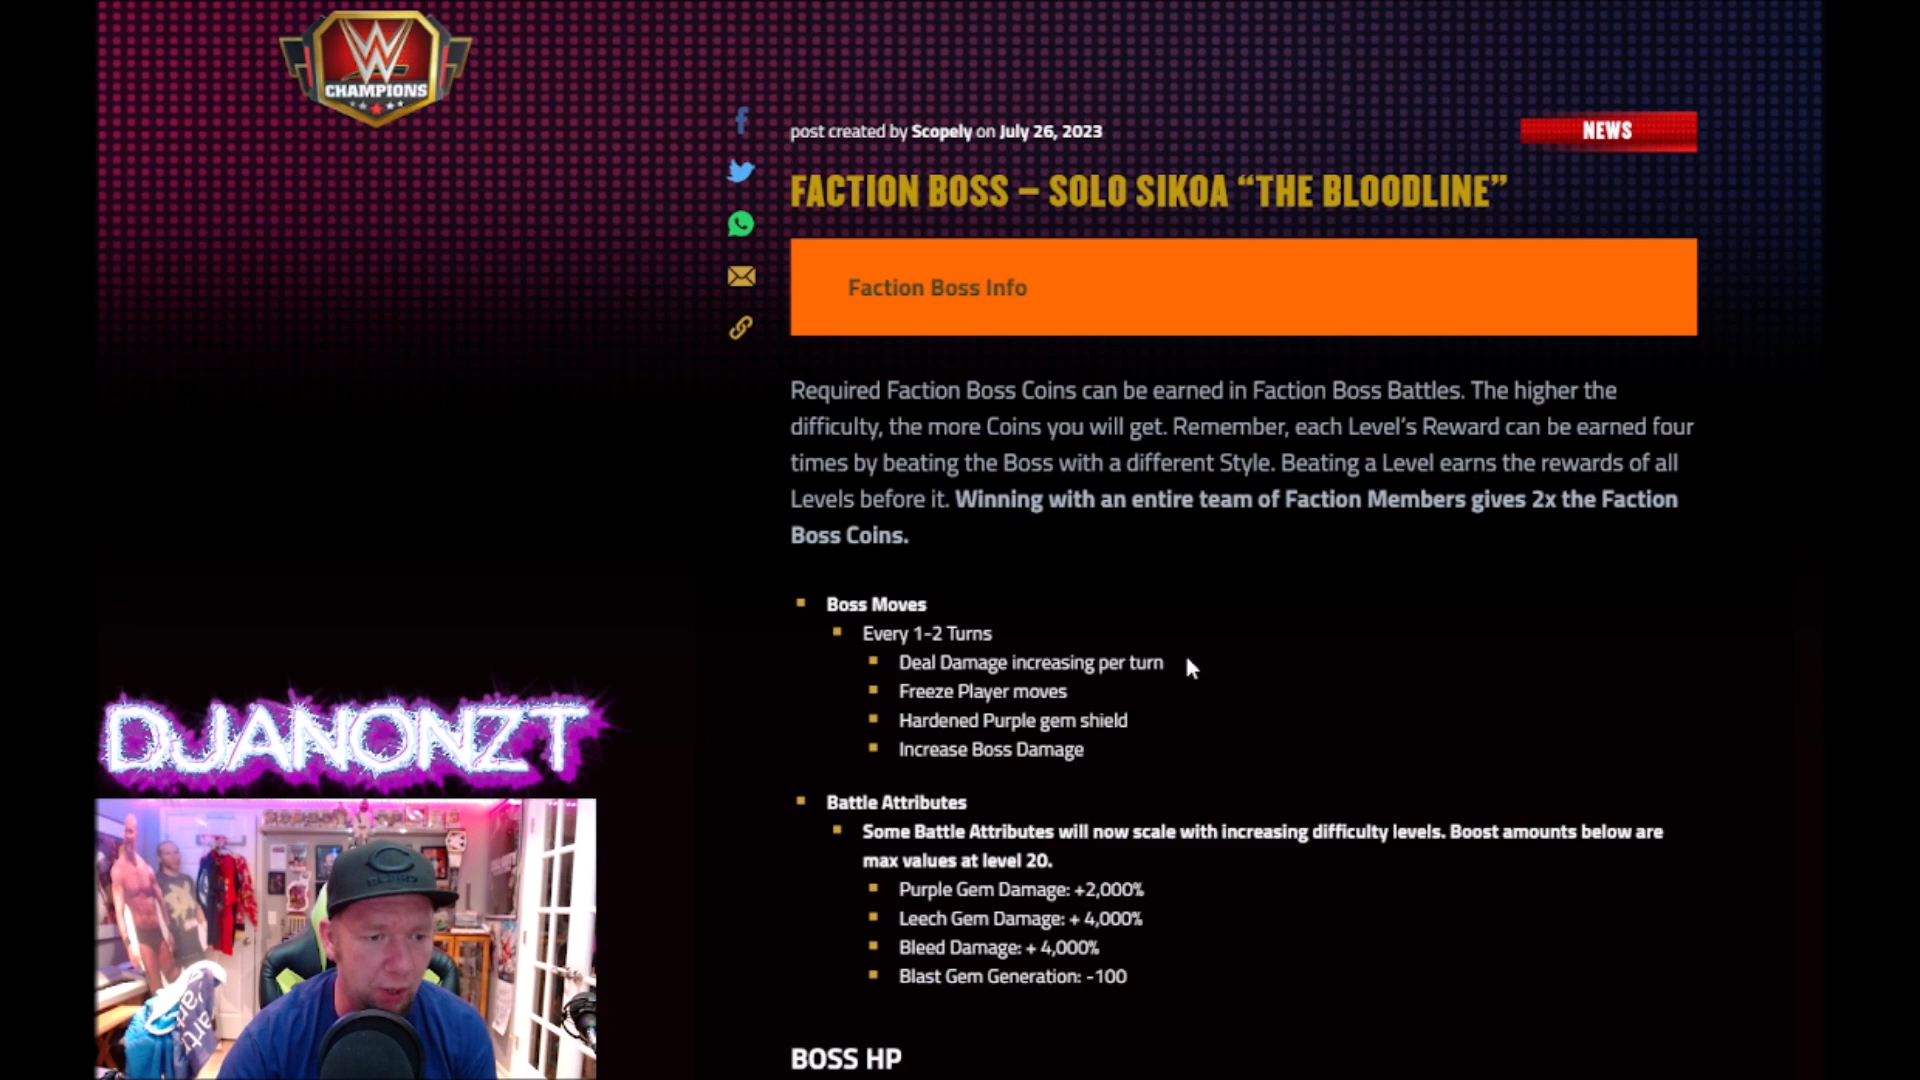 W
CHAMPIONS
post created by Scopely on July 26, 2023
NEWS
FACTION BOSS – SOLO SIKOA “THE BLOODLINE”
Faction Boss Info
Required Faction Boss Coins can be earned in Faction Boss Battles. The higher the
difficulty, the more Coins you will get. Remember, each Level’s Reward can be earned four
times by beating the Boss with a different Style. Beating a Level earns the rewards of all
Levels before it. Winning with an entire team of Faction Members gives 2x the Faction
Boss Coins.
Boss Moves
Every 1-2 Turns
Deal Damage increasing per turn
Freeze Player moves
Hardened Purple gem shield
Increase Boss Damage
Battle Attributes
Some Battle Attributes will now scale with increasing difficulty levels. Boost amounts below are
max values at level 20.
Purple Gem Damage: +2,000%
Leech Gem Damage: + 4,000%
Bleed Damage: + 4,000%
Blast Gem Generation: -100
BOSS HP
DJANONZT